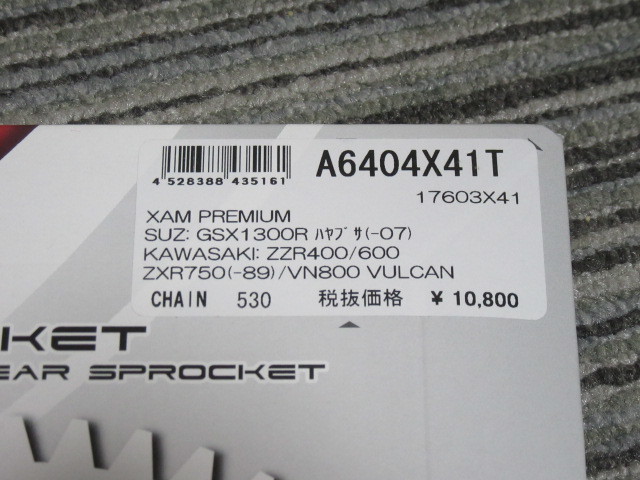 A6404X41T
4 528388 435161
17603X41
XAM PREMIUM
SUZ: GSX1300R ﾊﾔﾌﾞｻ(-07)
KAWASAKI: ZZR400/600
ZXR750(-89)/VN800 VULCAN
CHAIN 530 税抜価格 ¥ 10,800
KET
EAR SPROCKET